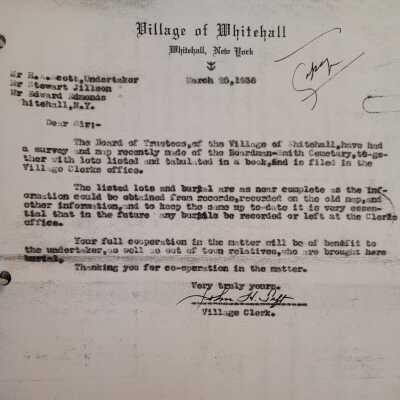 Village of Whitehall
Whitehall, New York
Copy
Mr R.A. Scott, Undertaker March 25, 1936
Mr Stewart Jillson
Mr Edward Edmonds
hitehall, N.Y.
Dear Sir:-
The Board of Trustees, of the Village of Whitehall, have had
a survey and map recently made of the Boardman-Smith Cemetary, to-ge-
ther with lots listed and tabulated in a book, and is filed in the
Village Clerks office.
The listed lots and burial are as near complete as the inf-
ormation could be obtained from records, recorded on the old map, and
other information, and to keep the same up to date it is very essen-
tial that in the future any burials be recorded or left at the Clerks
office.
Your full cooperation in the matter will be of benefit to
the undertaker, as well as out of town relatives, who are brought here
burial.
Thanking you for co-operation in the matter.
Very truly yours.
John H.
Village Clerk.